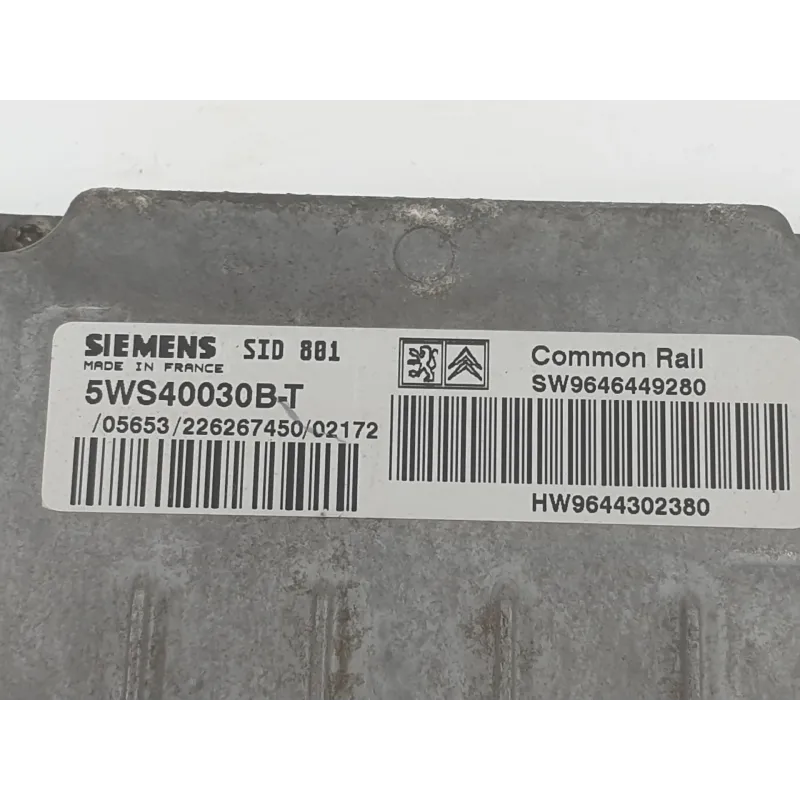 SIEMENS SID 801
MADE IN FRANCE
5WS40030B-T
/05653/226267450/02172
Common Rail
SW9646449280
HW9644302380